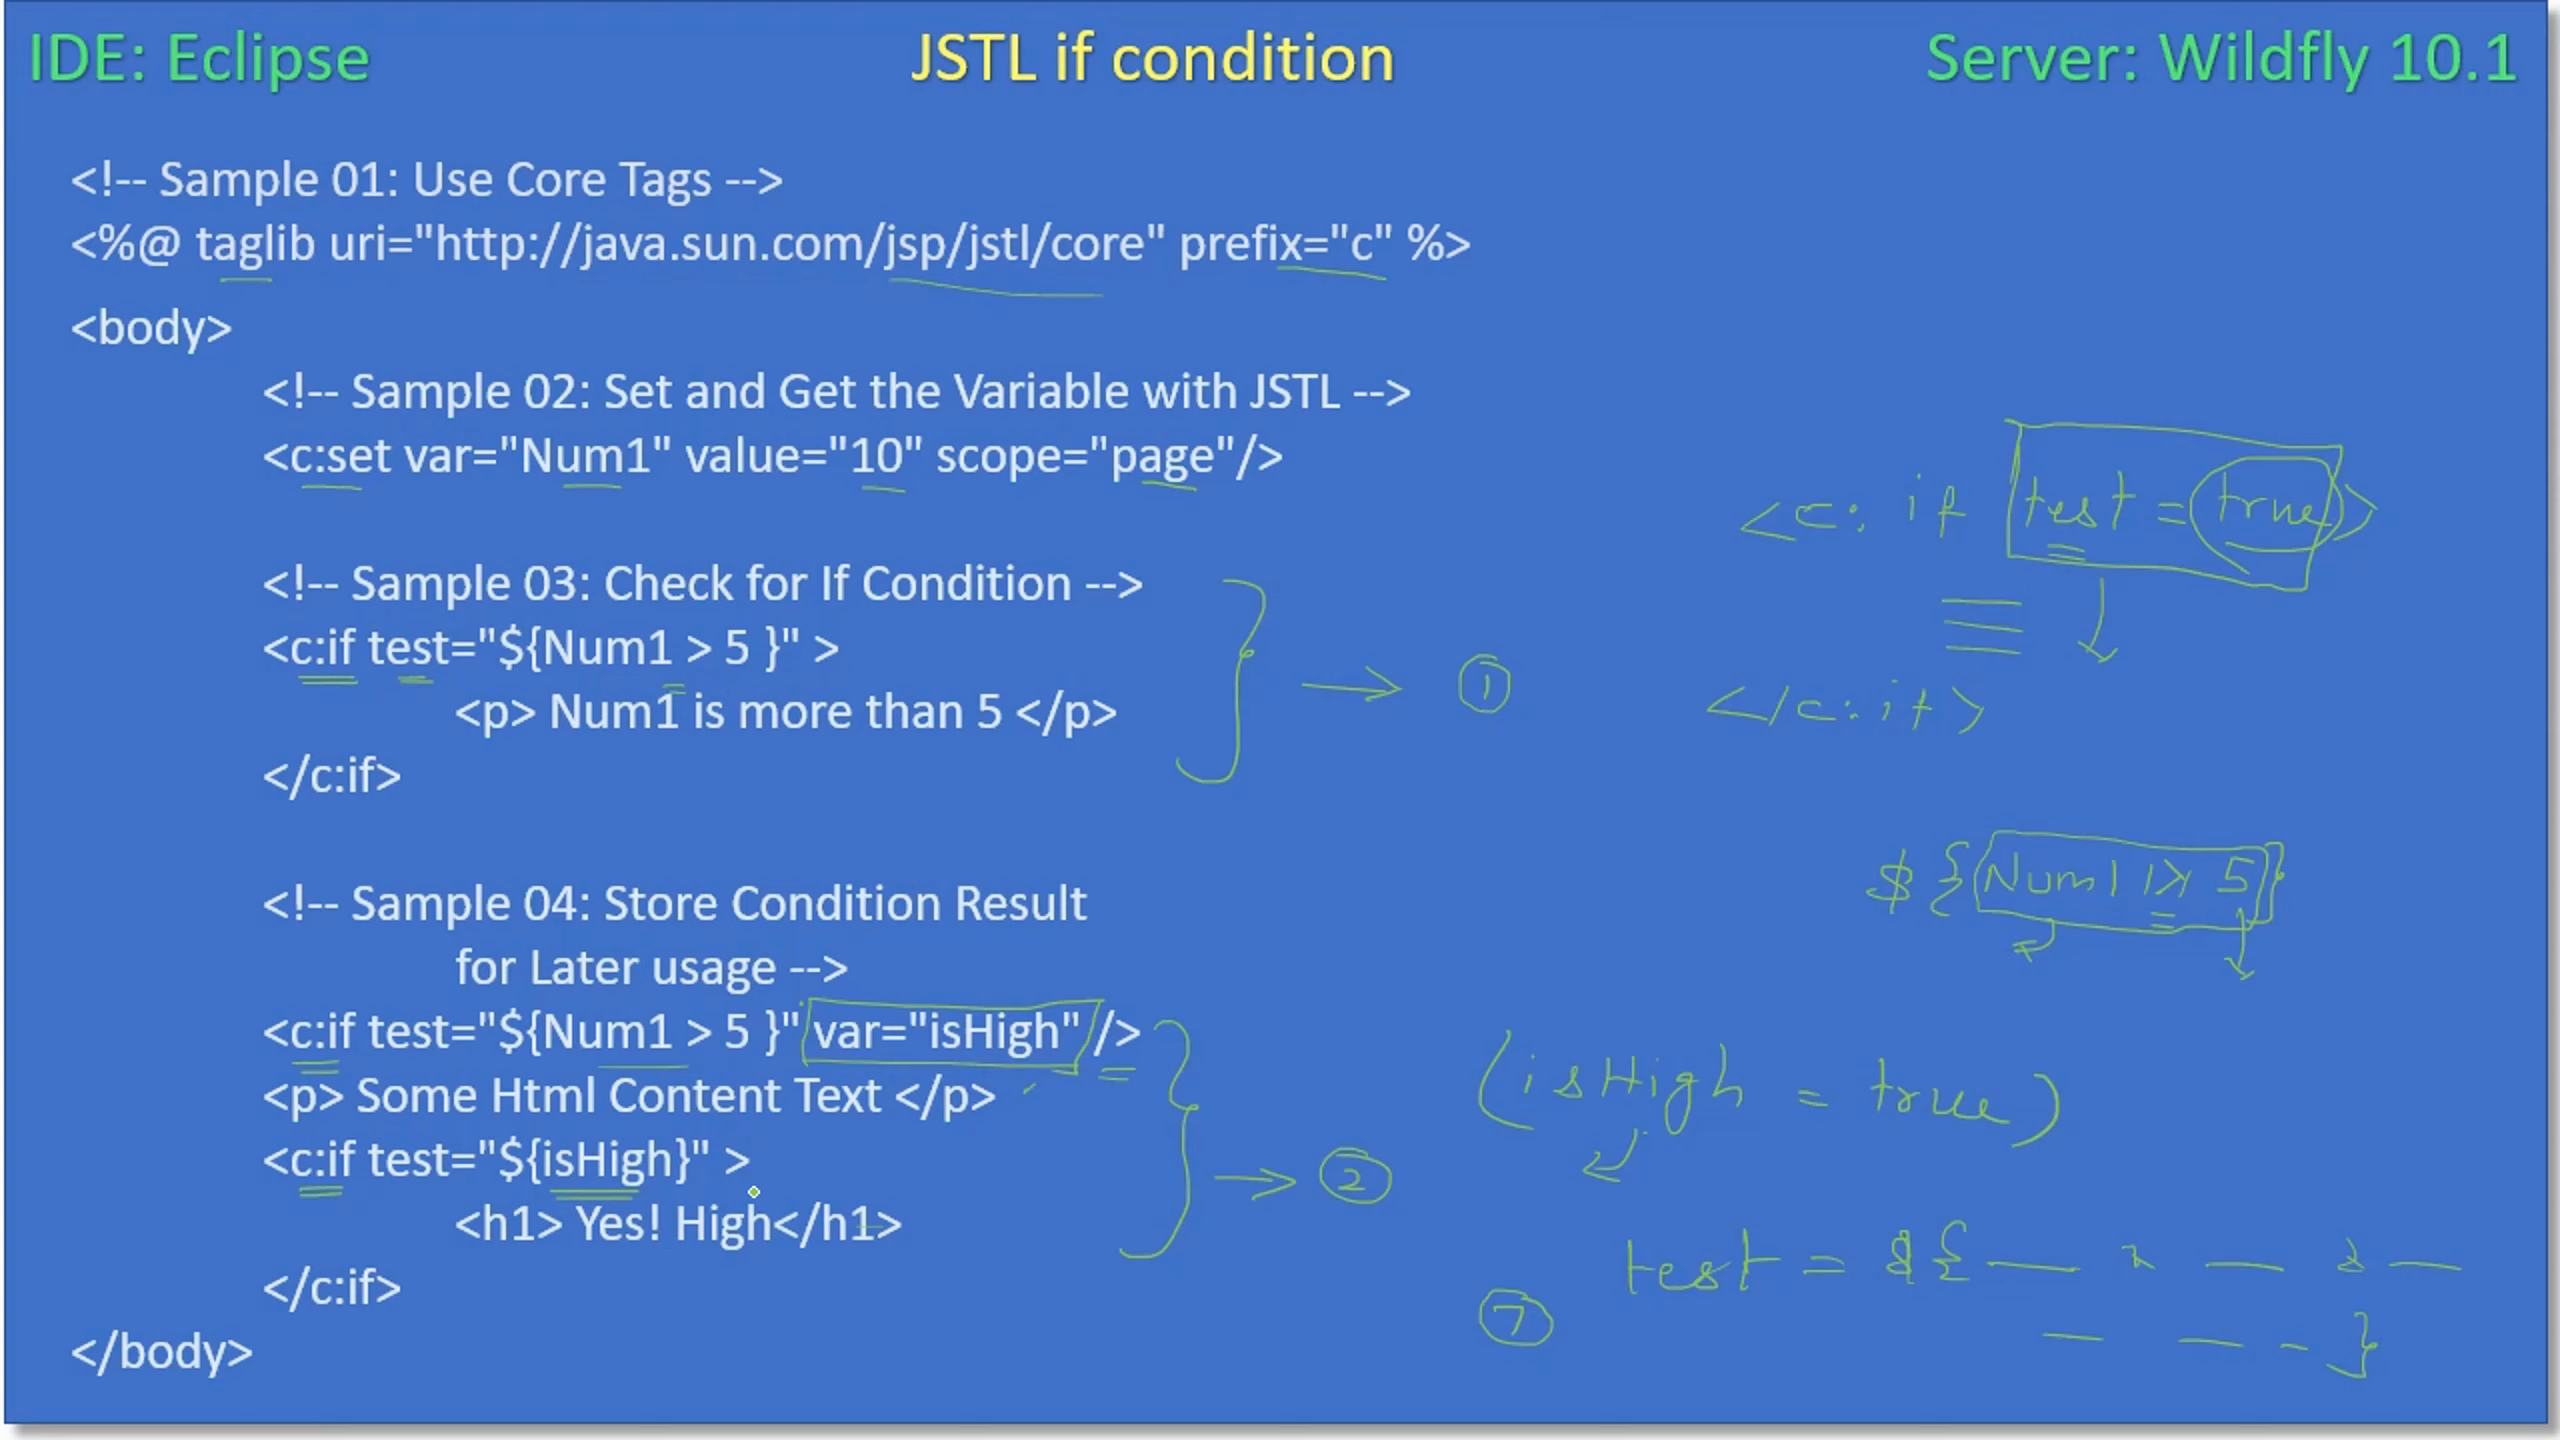 IDE: Eclipse
JSTL if condition
Server: Wildfly 10.1
<!-- Sample 01: Use Core Tags -->
<%@ taglib uri="http://java.sun.com/jsp/jstl/core" prefix="c" %>
<body>
<!-- Sample 02: Set and Get the Variable with JSTL -->
<c:set var="Num1" value="10" scope="page"/>
<!-- Sample 03: Check for If Condition -->
<c:if test="${Num1 > 5 }" >
<p> Num1 is more than 5 </p>
</c:if>
<!-- Sample 04: Store Condition Result
for Later usage -->
<c:if test="${Num1 > 5 }" var="isHigh" />
<p> Some Html Content Text </p>
<c:if test="${isHigh}" >
<h1> Yes! High</h1>
</c:if>
</body>
1
2
<c: if test = true>
</c: if>
${Num1 > 5}
(isHigh = true)
test = ${
}
7